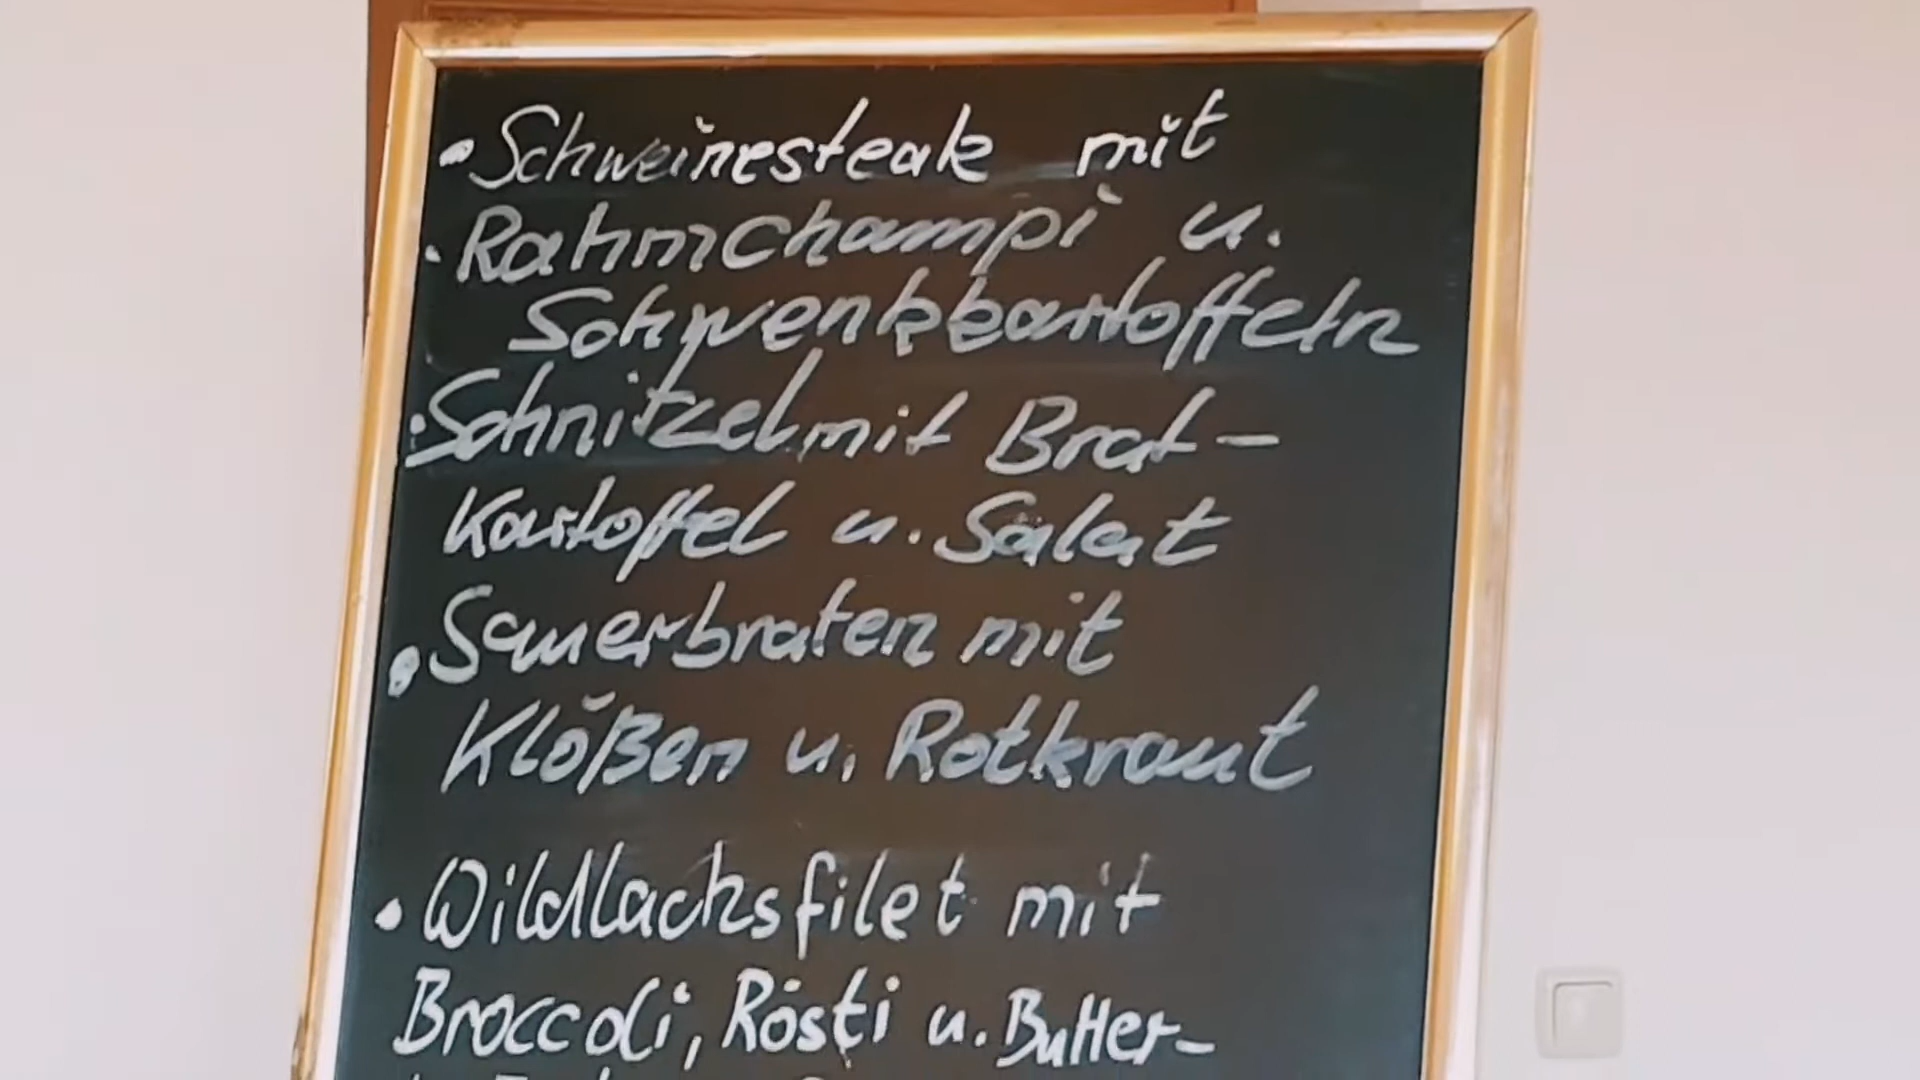 • Schweinesteak mit
• Rahmchampi u.
Schwenkkartoffeln
• Schnitzel mit Brat-
Kartoffel u. Salat
• Sauerbraten mit
Klößen u. Rotkraut
• Wildlachsfilet mit
Broccoli, Rösti u. Butter-